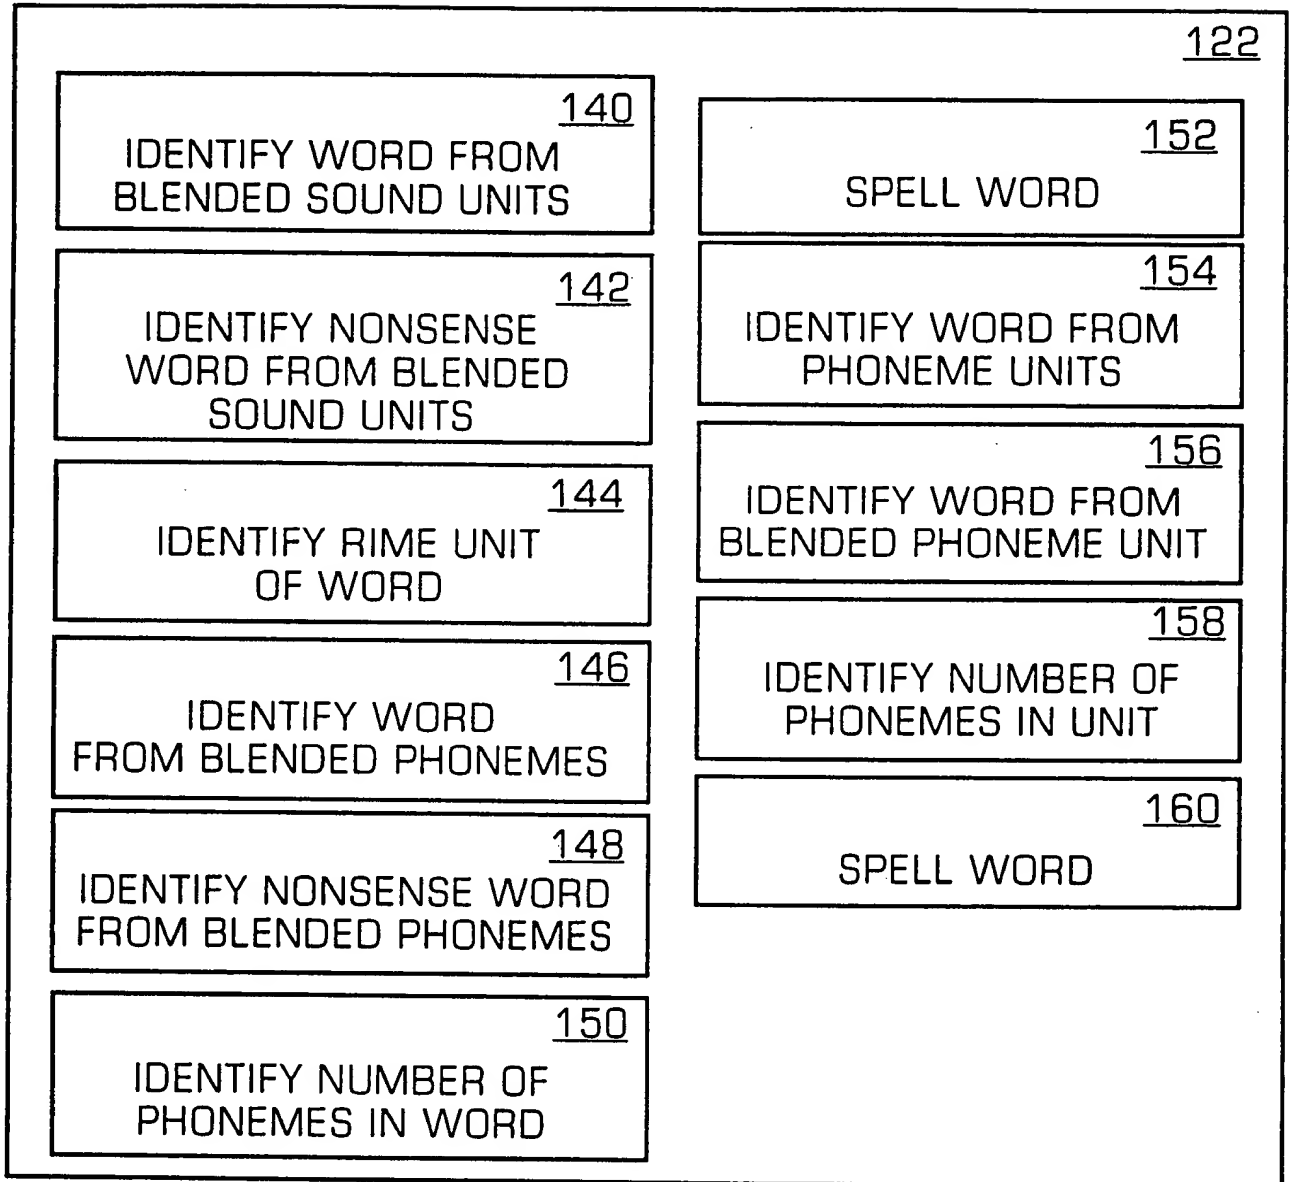 122
140
IDENTIFY WORD FROM
BLENDED SOUND UNITS
142
IDENTIFY NONSENSE
WORD FROM BLENDED
SOUND UNITS
144
IDENTIFY RIME UNIT
OF WORD
146
IDENTIFY WORD
FROM BLENDED PHONEMES
148
IDENTIFY NONSENSE WORD
FROM BLENDED PHONEMES
150
IDENTIFY NUMBER OF
PHONEMES IN WORD
152
SPELL WORD
154
IDENTIFY WORD FROM
PHONEME UNITS
156
IDENTIFY WORD FROM
BLENDED PHONEME UNIT
158
IDENTIFY NUMBER OF
PHONEMES IN UNIT
160
SPELL WORD